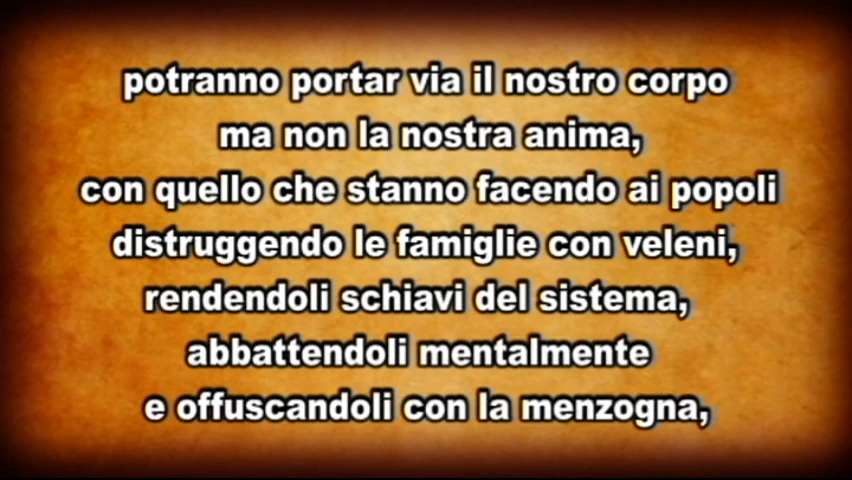 potranno portar via il nostro corpo
ma non la nostra anima,
con quello che stanno facendo ai popoli
distruggendo le famiglie con veleni,
rendendoli schiavi del sistema,
abbattendoli mentalmente
e offuscandoli con la menzogna,